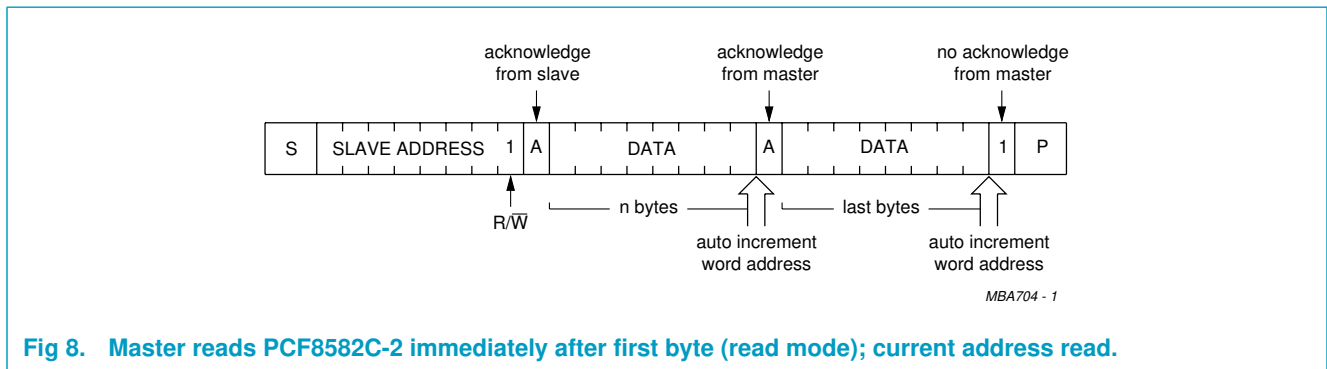 acknowledge
from slave
acknowledge
from master
no acknowledge
from master
S SLAVE ADDRESS 1 A DATA A DATA 1 P
R/W̅
n bytes
last bytes
auto increment
word address
auto increment
word address
MBA704 - 1
Fig 8. Master reads PCF8582C-2 immediately after first byte (read mode); current address read.